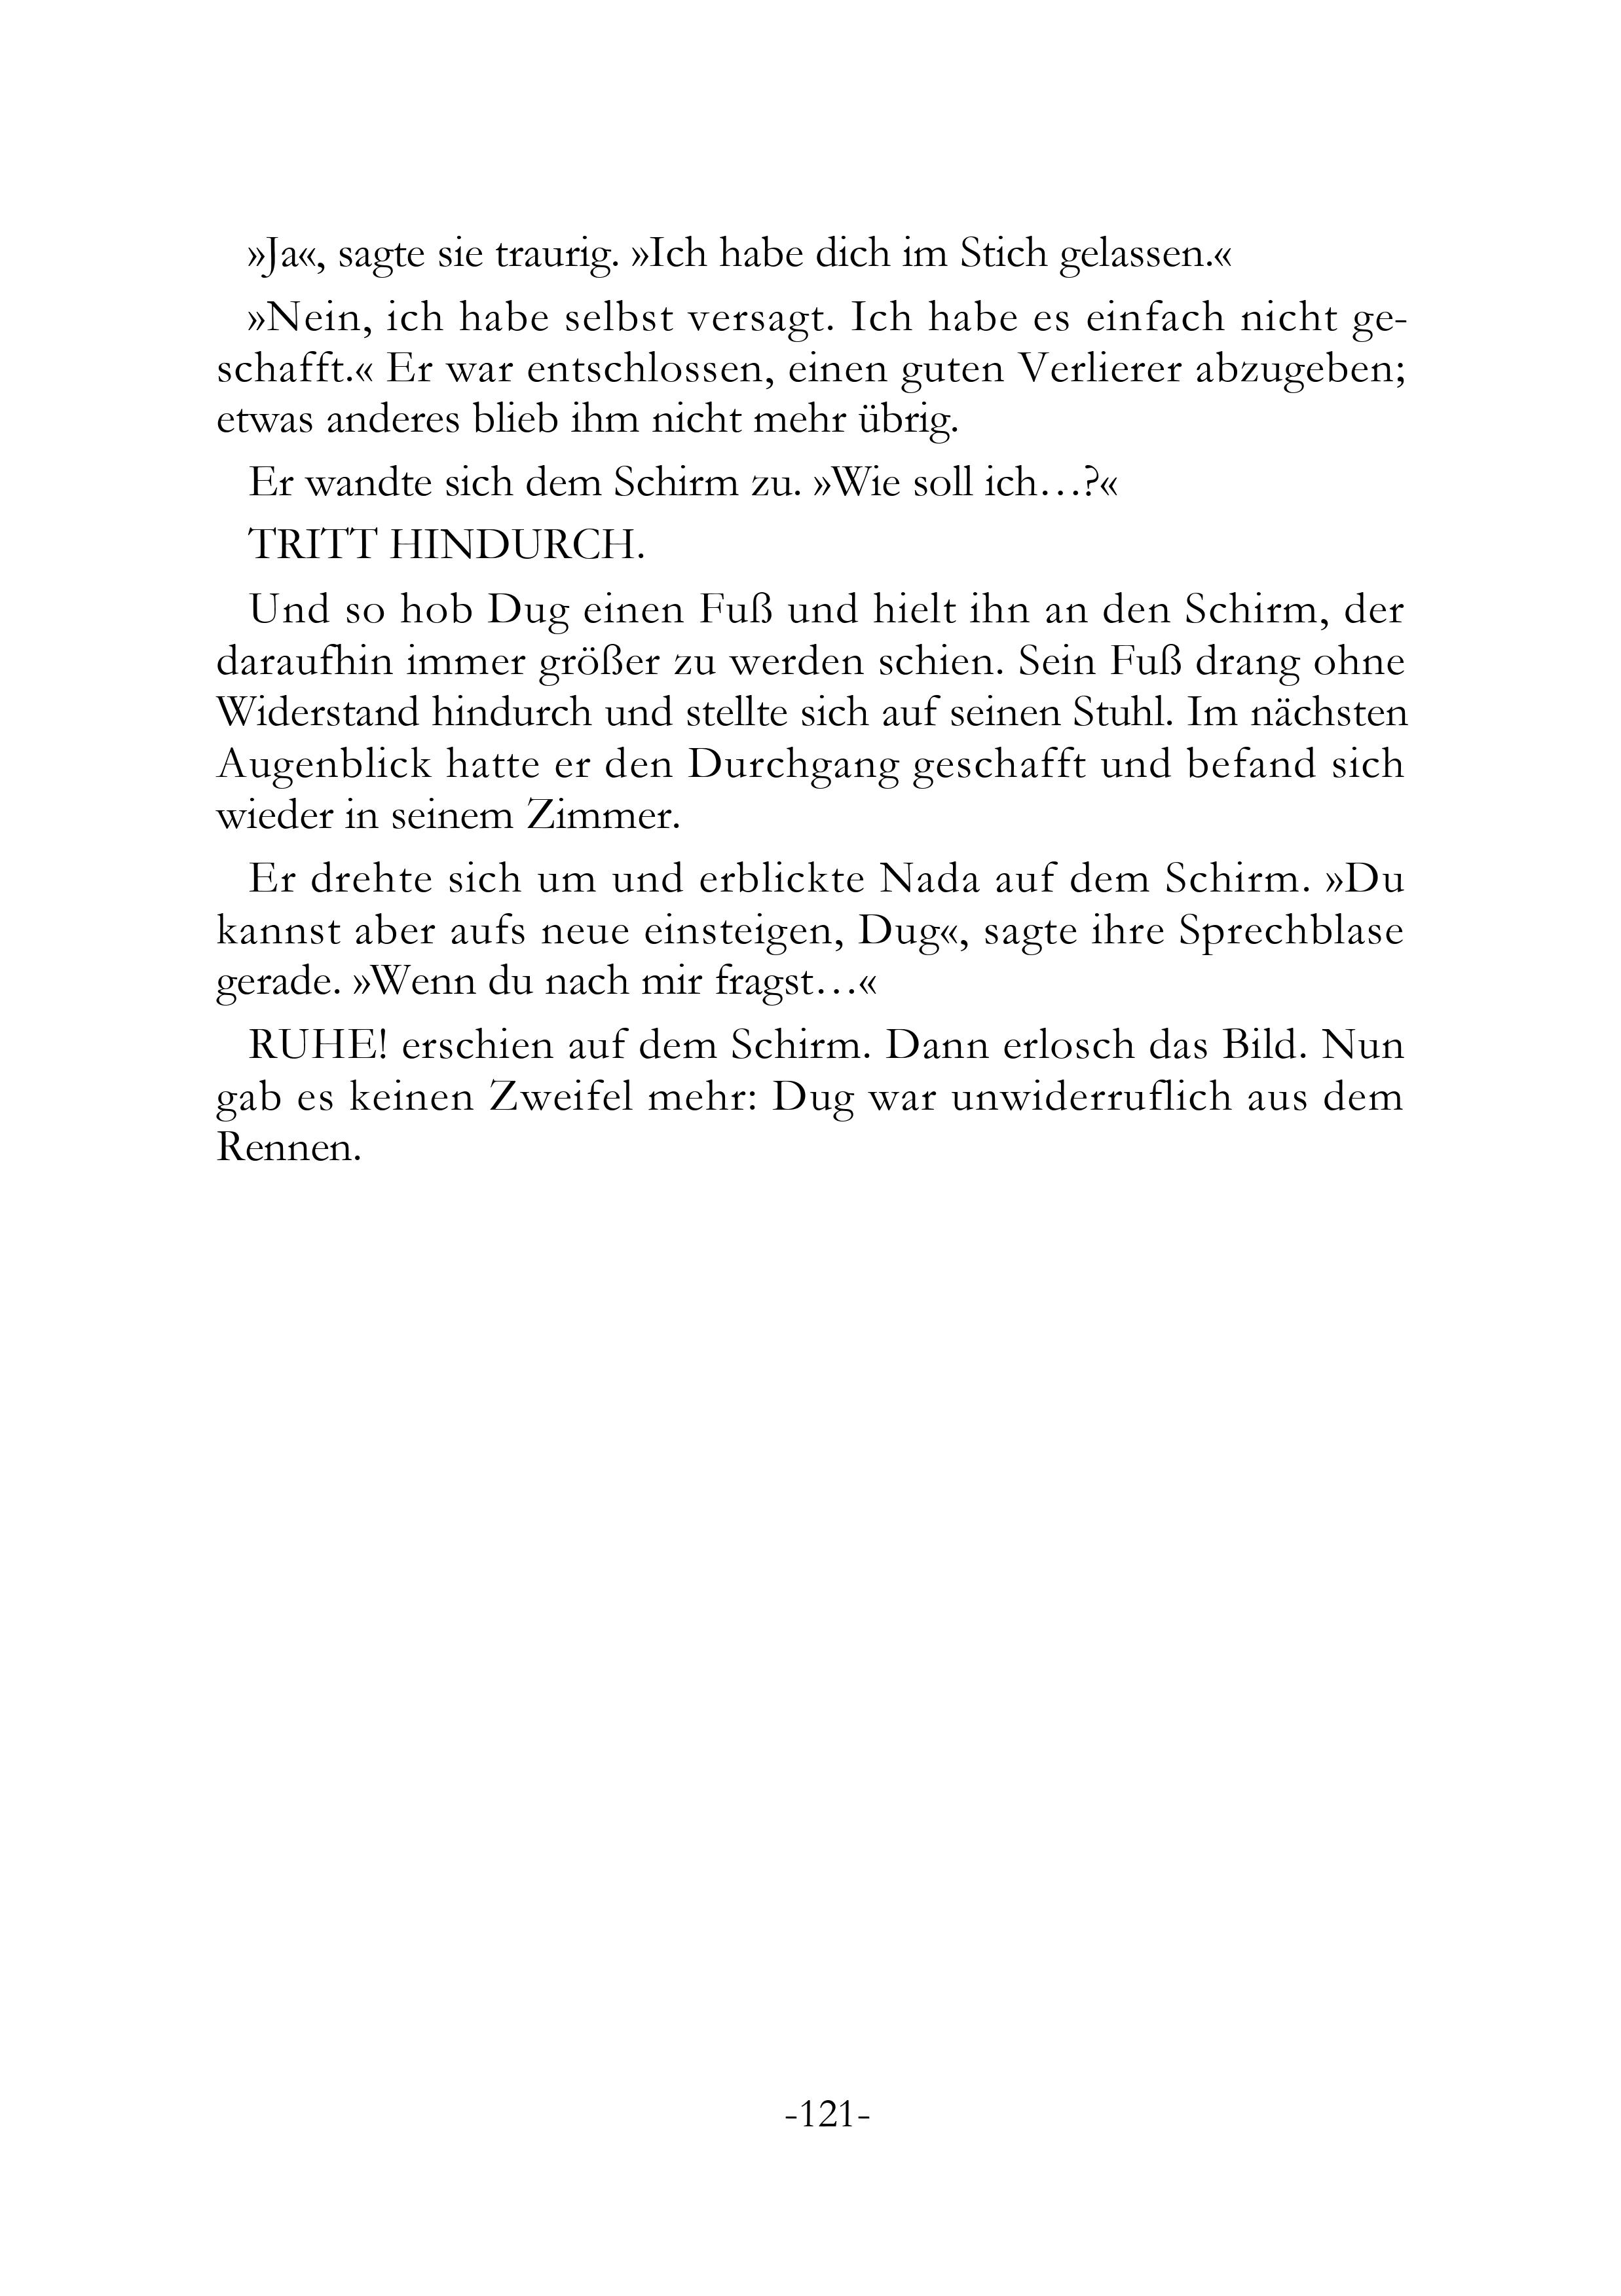 »Ja«, sagte sie traurig. »Ich habe dich im Stich gelassen.«
»Nein, ich habe selbst versagt. Ich habe es einfach nicht ge-
schafft.« Er war entschlossen, einen guten Verlierer abzugeben;
etwas anderes blieb ihm nicht mehr übrig.
Er wandte sich dem Schirm zu. »Wie soll ich…?«
TRITT HINDURCH.
Und so hob Dug einen Fuß und hielt ihn an den Schirm, der
daraufhin immer größer zu werden schien. Sein Fuß drang ohne
Widerstand hindurch und stellte sich auf seinen Stuhl. Im nächsten
Augenblick hatte er den Durchgang geschafft und befand sich
wieder in seinem Zimmer.
Er drehte sich um und erblickte Nada auf dem Schirm. »Du
kannst aber aufs neue einsteigen, Dug«, sagte ihre Sprechblase
gerade. »Wenn du nach mir fragst…«
RUHE! erschien auf dem Schirm. Dann erlosch das Bild. Nun
gab es keinen Zweifel mehr: Dug war unwiderruflich aus dem
Rennen.
-121-